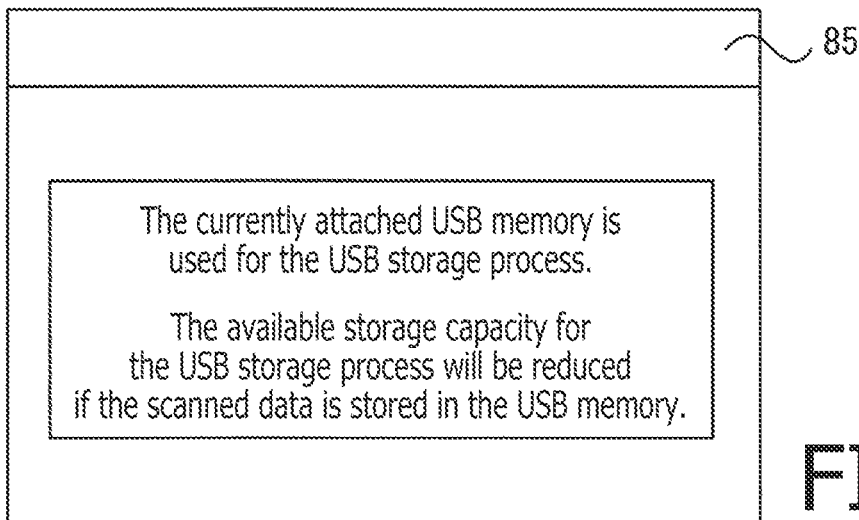 85
The currently attached USB memory is
used for the USB storage process.
The available storage capacity for
the USB storage process will be reduced
if the scanned data is stored in the USB memory.